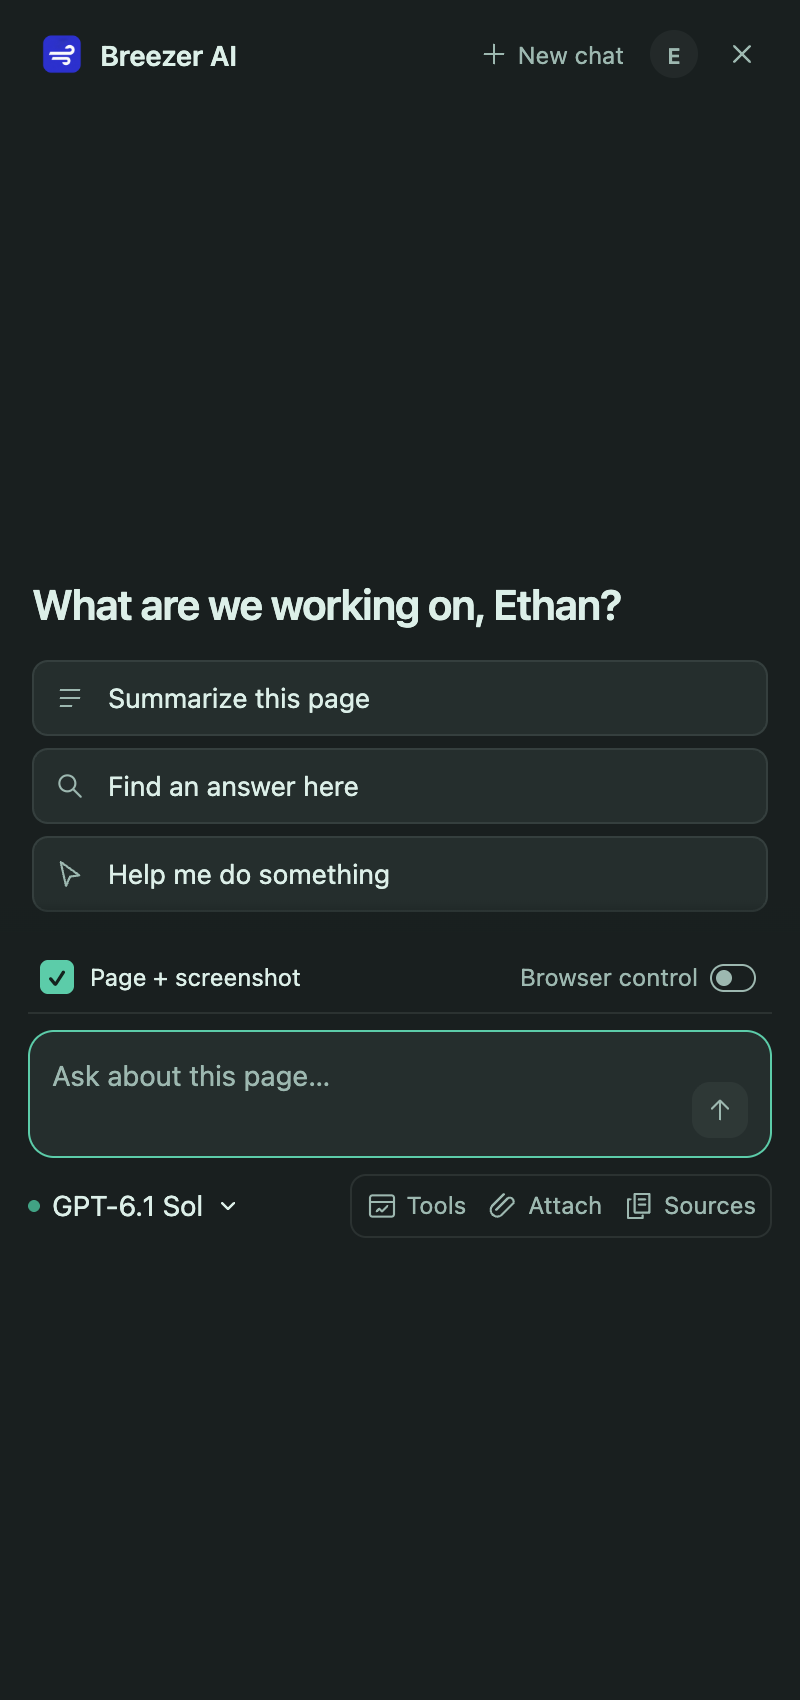 Breezer AI
New chat
E
What are we working on, Ethan?
Summarize this page
Find an answer here
Help me do something
Page + screenshot
Browser control
Ask about this page...
GPT-6.1 Sol
Tools
Attach
Sources